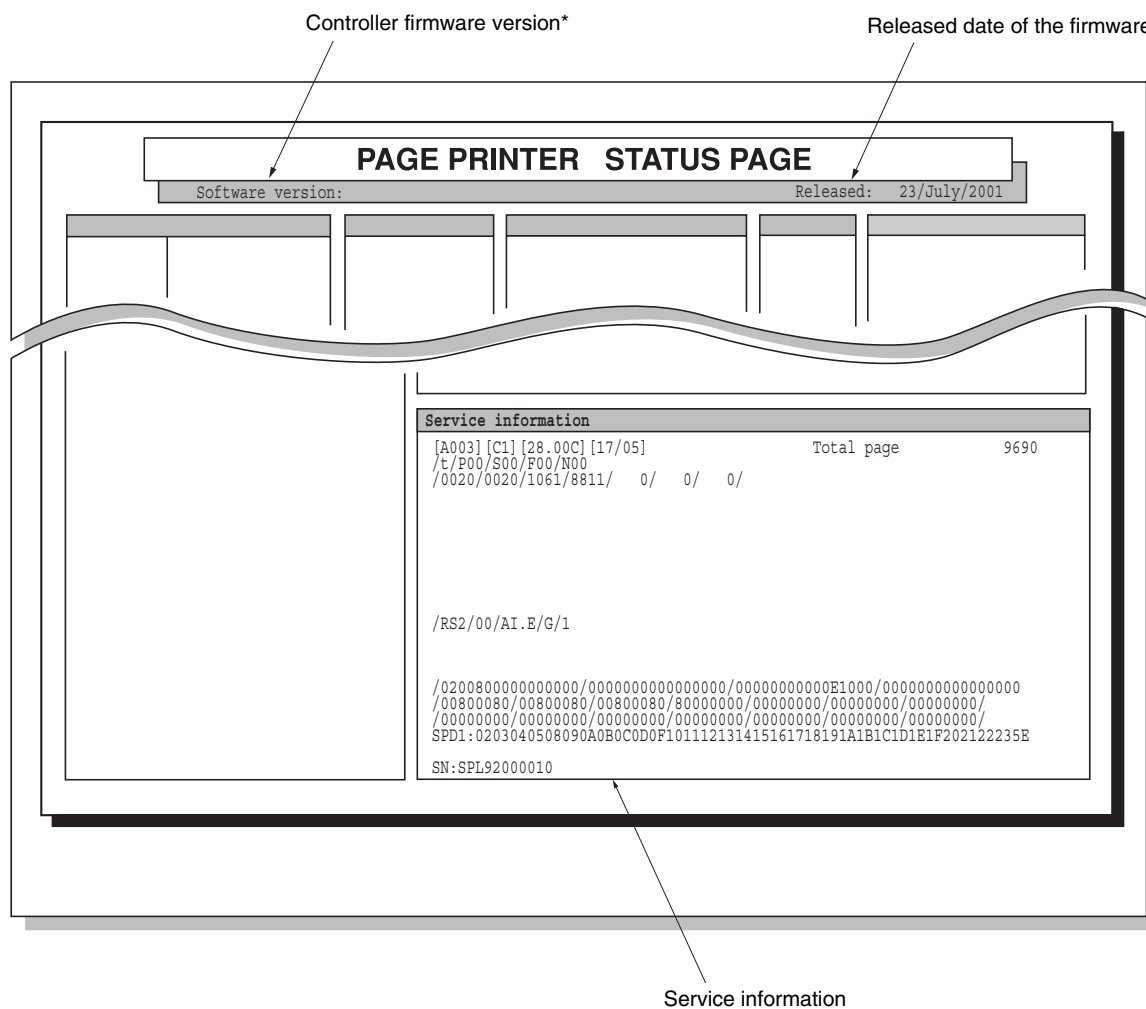 Controller firmware version*
Released date of the firmware
PAGE PRINTER STATUS PAGE
Software version:
Released: 23/July/2001
Service information
[A003][C1][28.00C][17/05] Total page 9690
/t/P00/S00/F00/N00
/0020/0020/1061/8811/ 0/ 0/ 0/
/RS2/00/AI.E/G/1
/0200800000000000/0000000000000000/00000000000E1000/0000000000000000
/00800080/00800080/00800080/80000000/00000000/00000000/00000000/
/00000000/00000000/00000000/00000000/00000000/00000000/00000000/
SPD1:0203040508090A0B0C0D0F101112131415161718191A1B1C1D1E1F202122235E
SN:SPL92000010
Service information